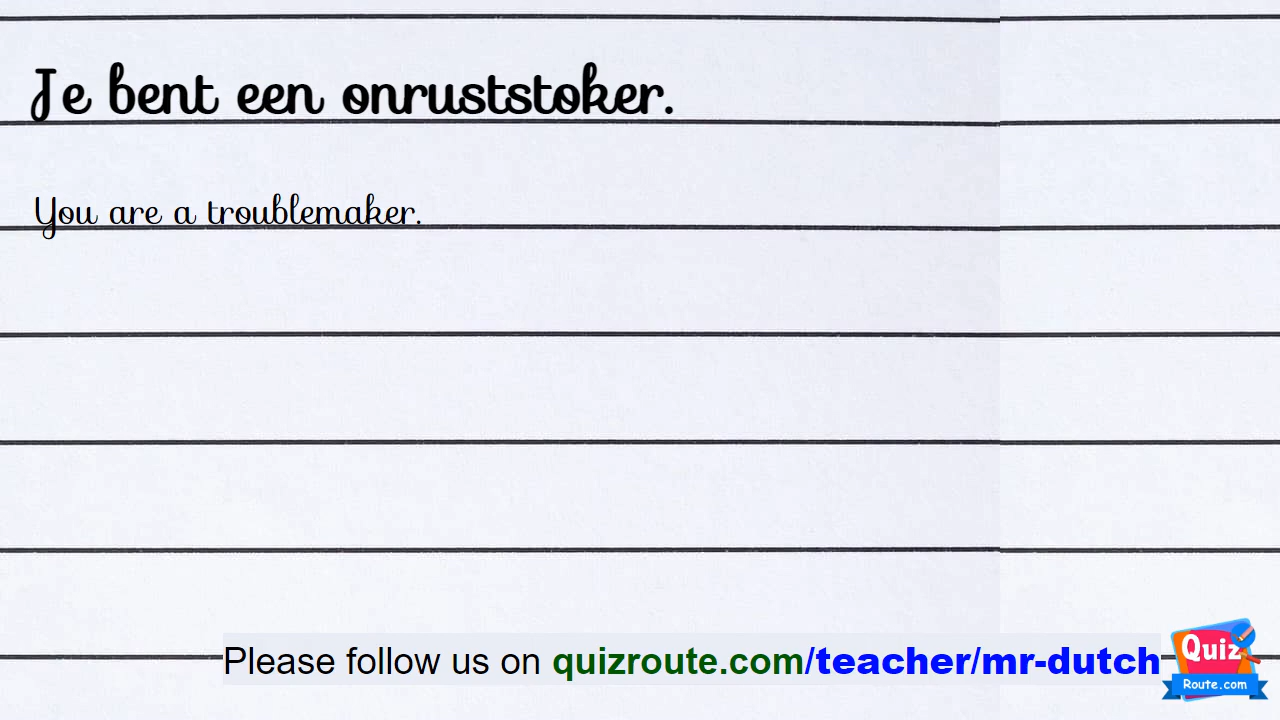 Je bent een onruststoker.
You are a troublemaker.
Please follow us on quizroute.com/teacher/mr-dutch
Quiz
Route.com